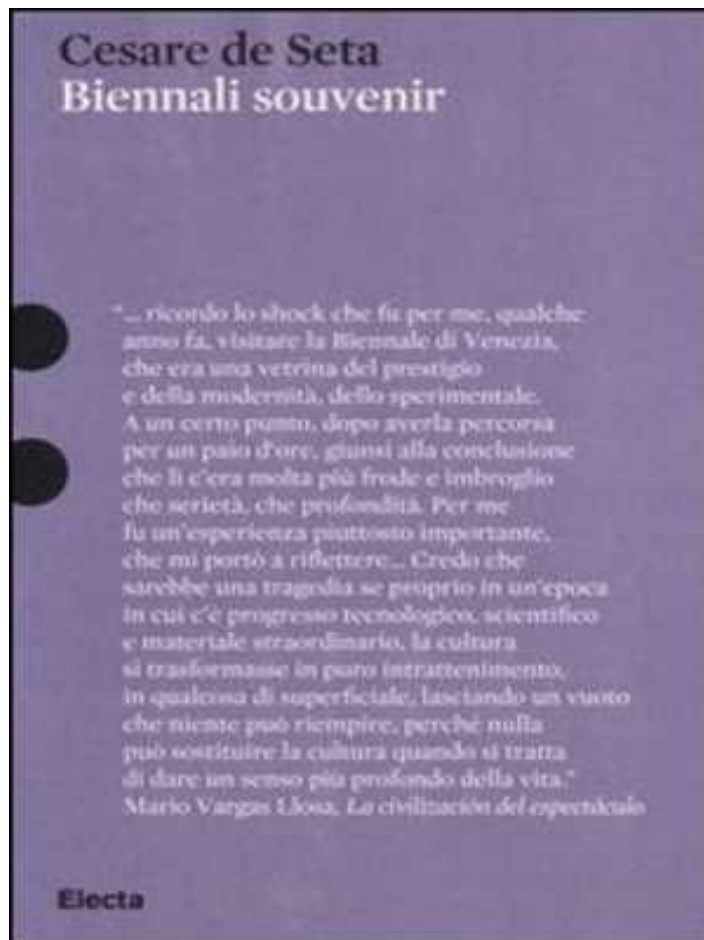 Cesare de Seta
Biennali souvenir
“... ricordo lo shock che fu per me, qualche
anno fa, visitare la Biennale di Venezia,
che era una vetrina del prestigio
e della modernità, dello sperimentale.
A un certo punto, dopo averla percorsa
per un paio d'ore, giunsi alla conclusione
che lì c'era molta più frode e imbroglio
che serietà, che profondità. Per me
fu un'esperienza piuttosto importante,
che mi portò a riflettere... Credo che
sarebbe una tragedia se proprio in un'epoca
in cui c'è progresso tecnologico, scientifico
e materiale straordinario, la cultura
si trasformasse in puro intrattenimento,
in qualcosa di superficiale, lasciando un vuoto
che niente può riempire, perché nulla
può sostituire la cultura quando si tratta
di dare un senso più profondo della vita.”
Mario Vargas Llosa, La civilización del espectáculo
Electa